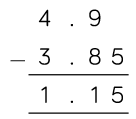 4 . 9
− 3 . 8 5
1 . 1 5